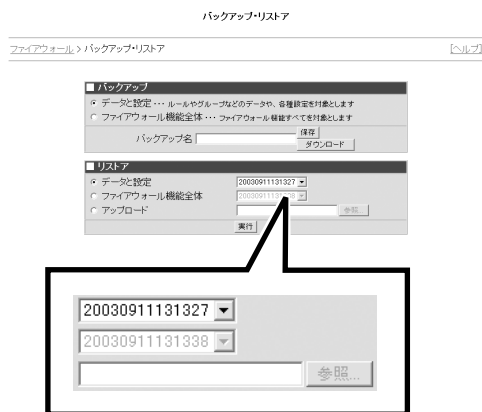 バックアップ・リストア
ファイアウォール > バックアップ・リストア [ヘルプ]
■ バックアップ
データと設定 ・・・ ルールやグループなどのデータや、各種設定を対象とします
ファイアウォール機能全体 ・・・ ファイアウォール機能すべてを対象とします
バックアップ名 保存
ダウンロード
■ リストア
データと設定 20030911131327
ファイアウォール機能全体 20030911131338
アップロード 参照...
実行
20030911131327
20030911131338
参照...